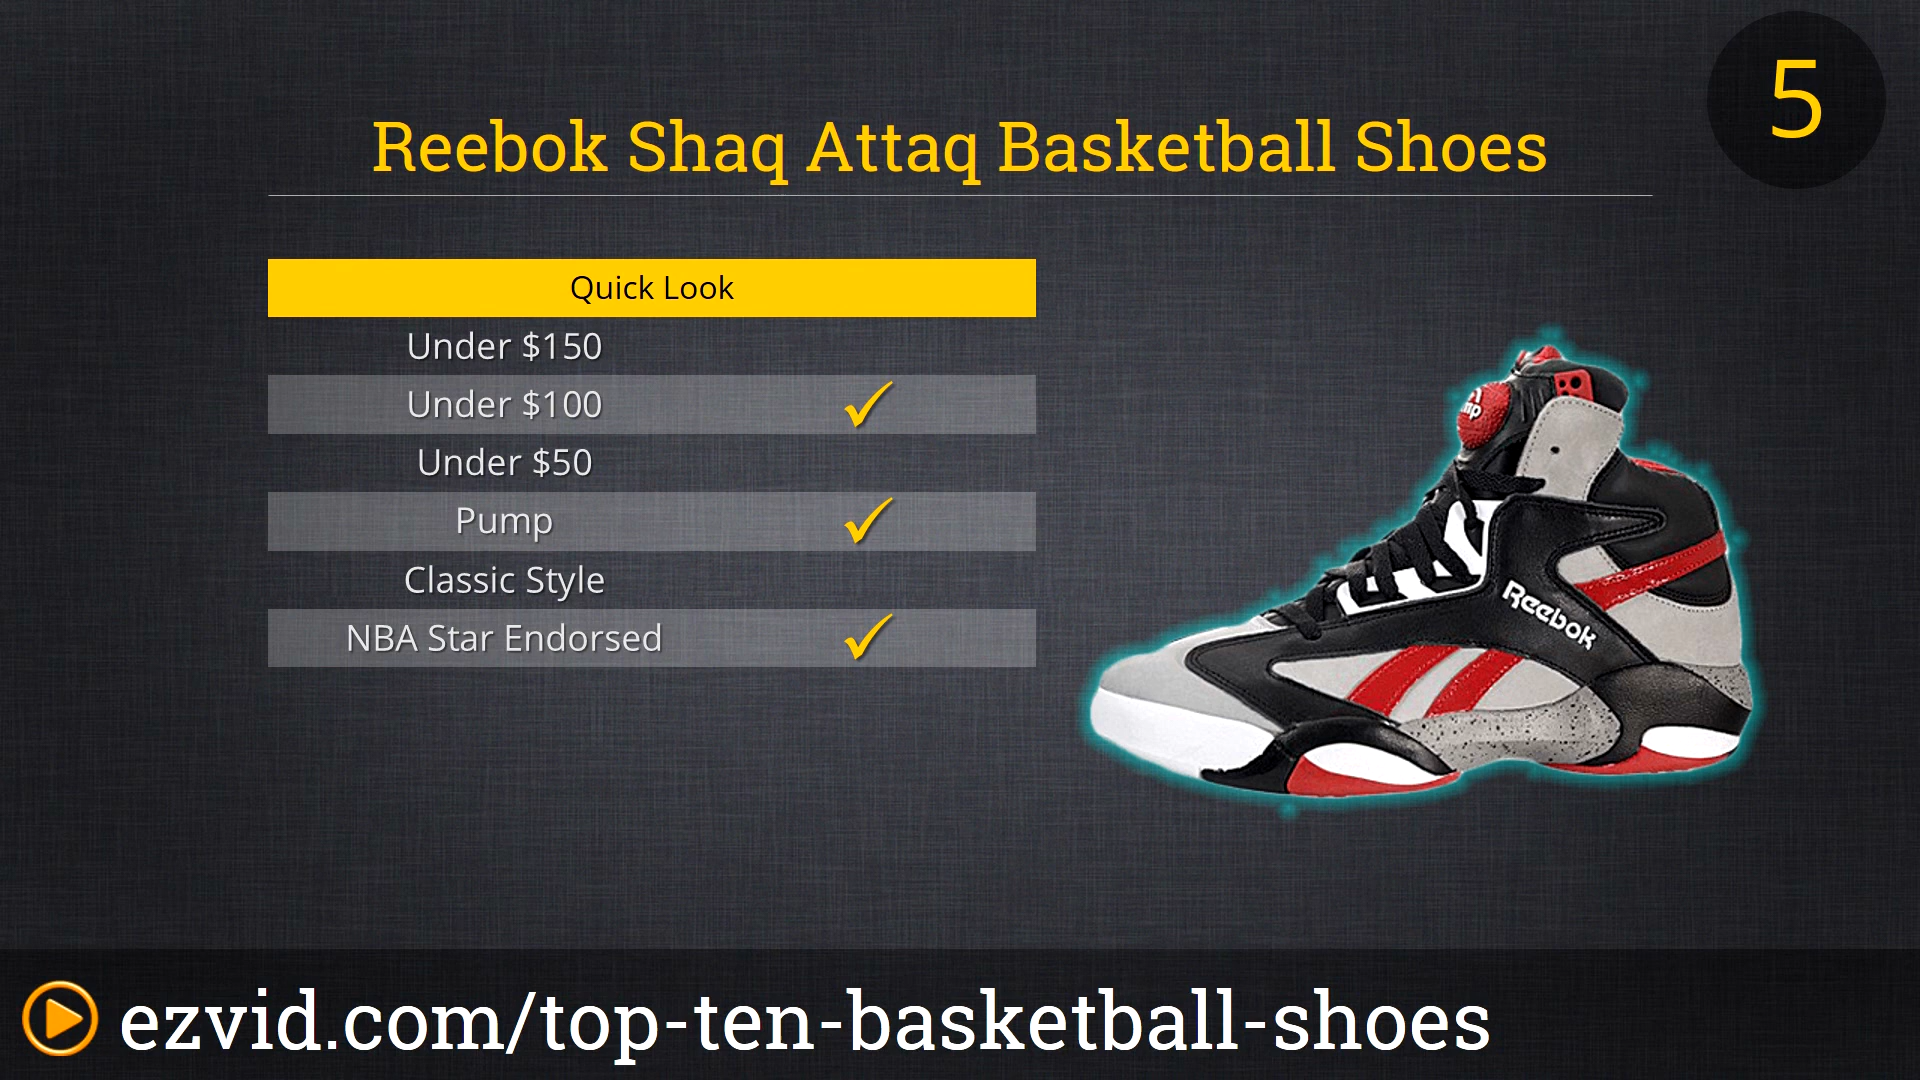 5
Reebok Shaq Attaq Basketball Shoes
Quick Look
Under $150
Under $100
Under $50
Pump
Classic Style
NBA Star Endorsed
mp
Reebok
ezvid.com/top-ten-basketball-shoes